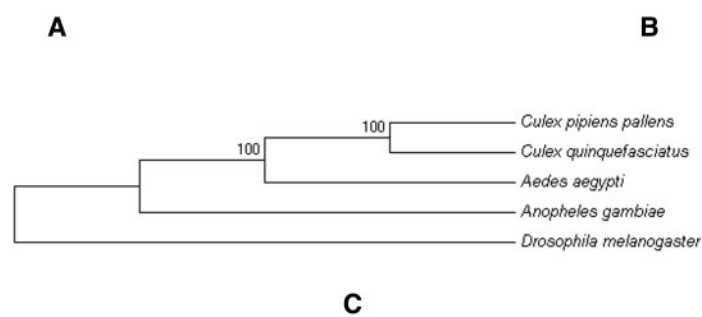 A B
100 Culex pipiens pallens
100 Culex quinquefasciatus
Aedes aegypti
Anopheles gambiae
Drosophila melanogaster
C